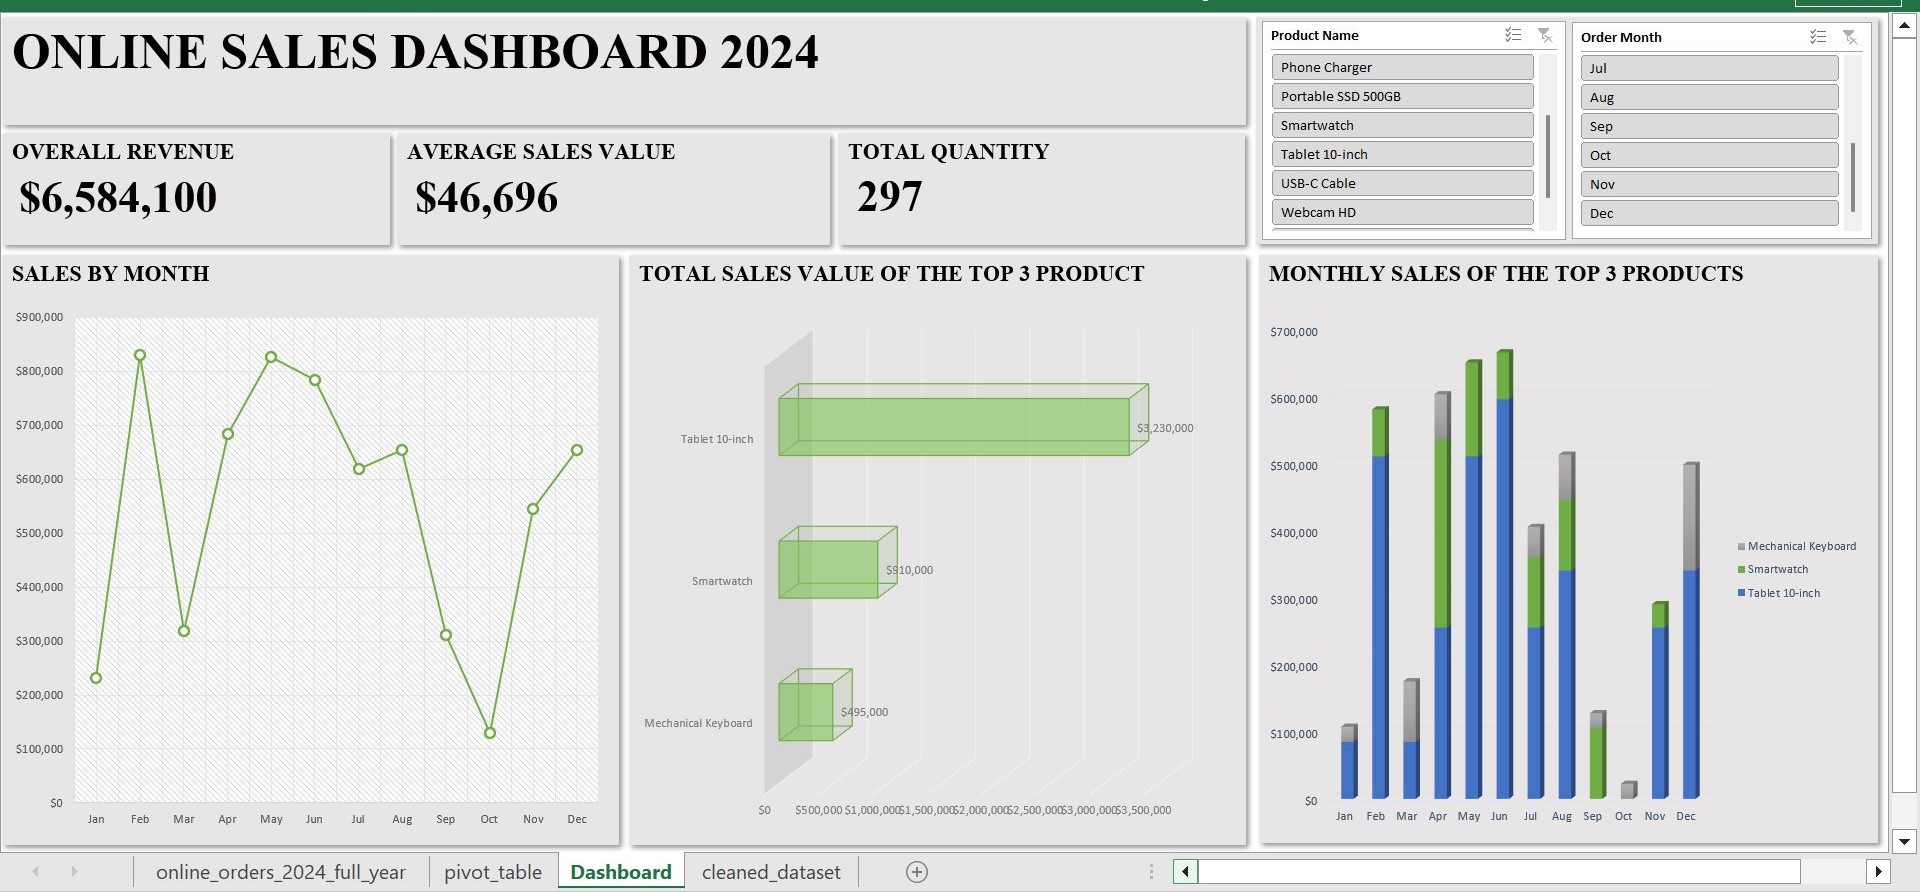 ONLINE SALES DASHBOARD 2024
Product Name
Phone Charger
Portable SSD 500GB
Smartwatch
Tablet 10-inch
USB-C Cable
Webcam HD
Order Month
Jul
Aug
Sep
Oct
Nov
Dec
OVERALL REVENUE
$6,584,100
AVERAGE SALES VALUE
$46,696
TOTAL QUANTITY
297
SALES BY MONTH
$900,000
$800,000
$700,000
$600,000
$500,000
$400,000
$300,000
$200,000
$100,000
$0
Jan Feb Mar Apr May Jun Jul Aug Sep Oct Nov Dec
TOTAL SALES VALUE OF THE TOP 3 PRODUCT
Tablet 10-inch $3,230,000
Smartwatch $910,000
Mechanical Keyboard $495,000
$0 $500,000 $1,000,000 $1,500,000 $2,000,000 $2,500,000 $3,000,000 $3,500,000
MONTHLY SALES OF THE TOP 3 PRODUCTS
$700,000
$600,000
$500,000
$400,000
$300,000
$200,000
$100,000
$0
Jan Feb Mar Apr May Jun Jul Aug Sep Oct Nov Dec
Mechanical Keyboard
Smartwatch
Tablet 10-inch
online_orders_2024_full_year pivot_table Dashboard cleaned_dataset